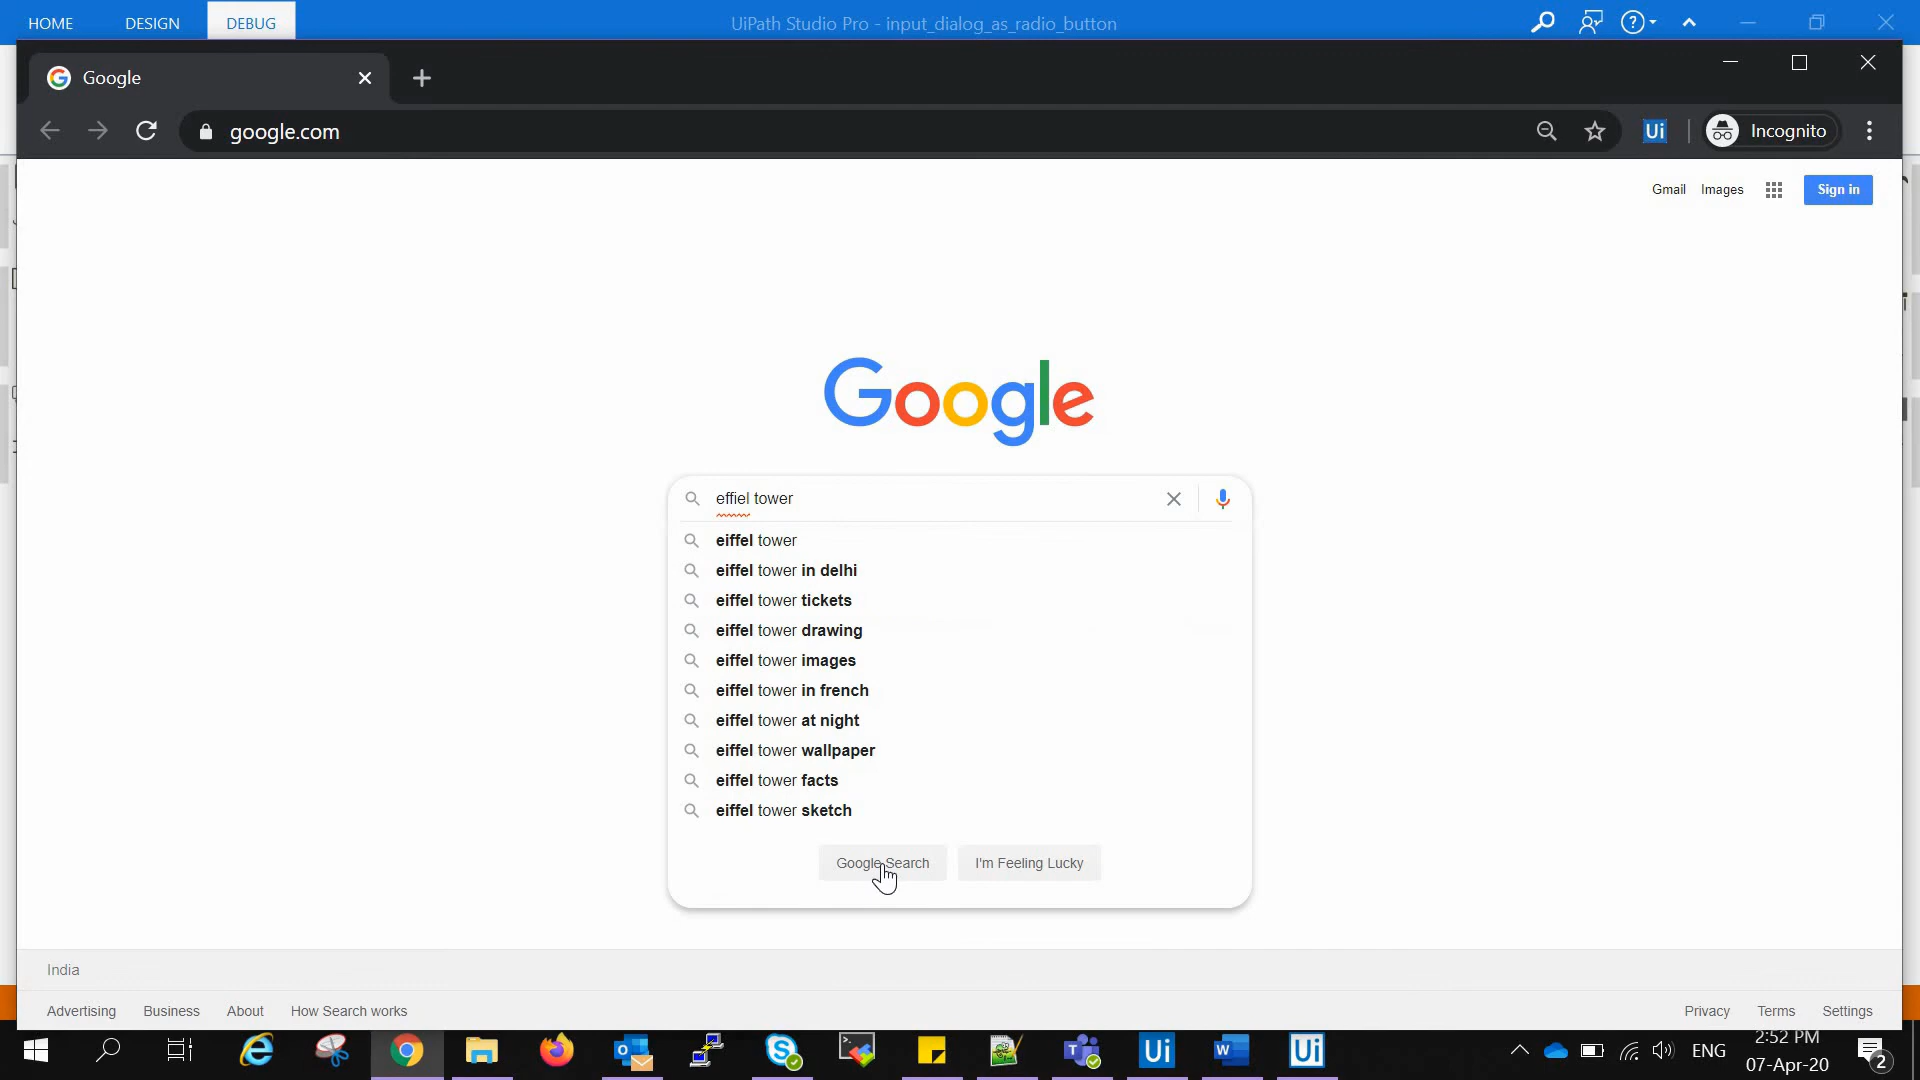 HOME DESIGN DEBUG UiPath Studio Pro - input_dialog_as_radio_button
Google
google.com Ui Incognito
Gmail Images Sign in
Google
effiel tower
eiffel tower
eiffel tower in delhi
eiffel tower tickets
eiffel tower drawing
eiffel tower images
eiffel tower in french
eiffel tower at night
eiffel tower wallpaper
eiffel tower facts
eiffel tower sketch
Google Search I'm Feeling Lucky
India
Advertising Business About How Search works Privacy Terms Settings
Ui W Ui ENG 2:52 PM
07-Apr-20 2